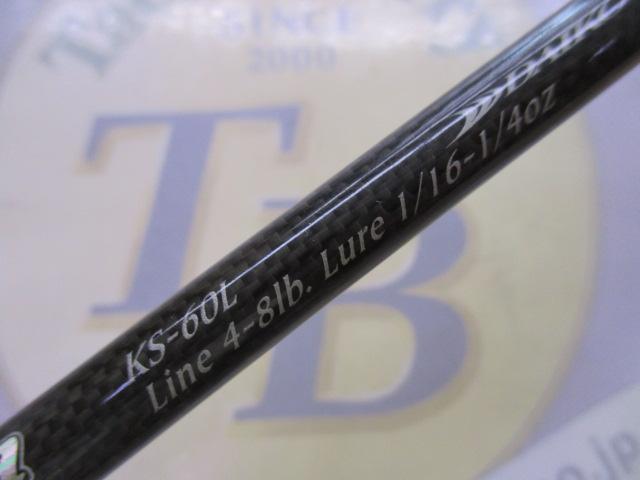 SINCE
2000
TB
KS-60L
Line 4-8lb. Lure 1/16-1/4oz